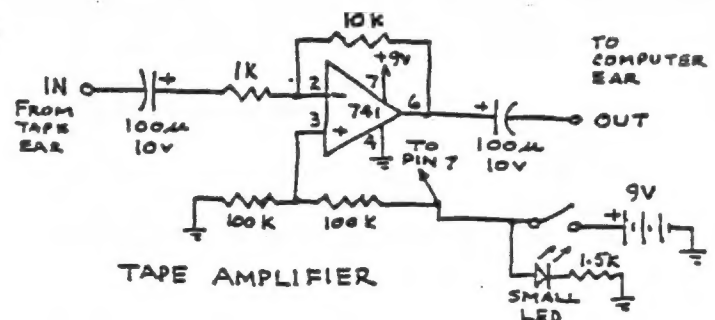 10K
TO
COMPUTER
EAR
+9V
IN
FROM
TAPE
EAR
+
100µ
10V
1K
2
-
7
741
6
3
+
4
+
100µ
10V
OUT
TO
PIN 7
100K
100K
9V
+
1.5K
SMALL
LED
TAPE AMPLIFIER